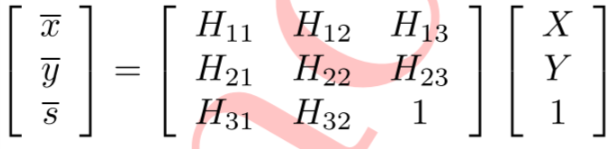 [ x̅ ] [ H₁₁ H₁₂ H₁₃ ] [ X ]
[ y̅ ] = [ H₂₁ H₂₂ H₂₃ ] [ Y ]
[ s̅ ] [ H₃₁ H₃₂ 1 ] [ 1 ]